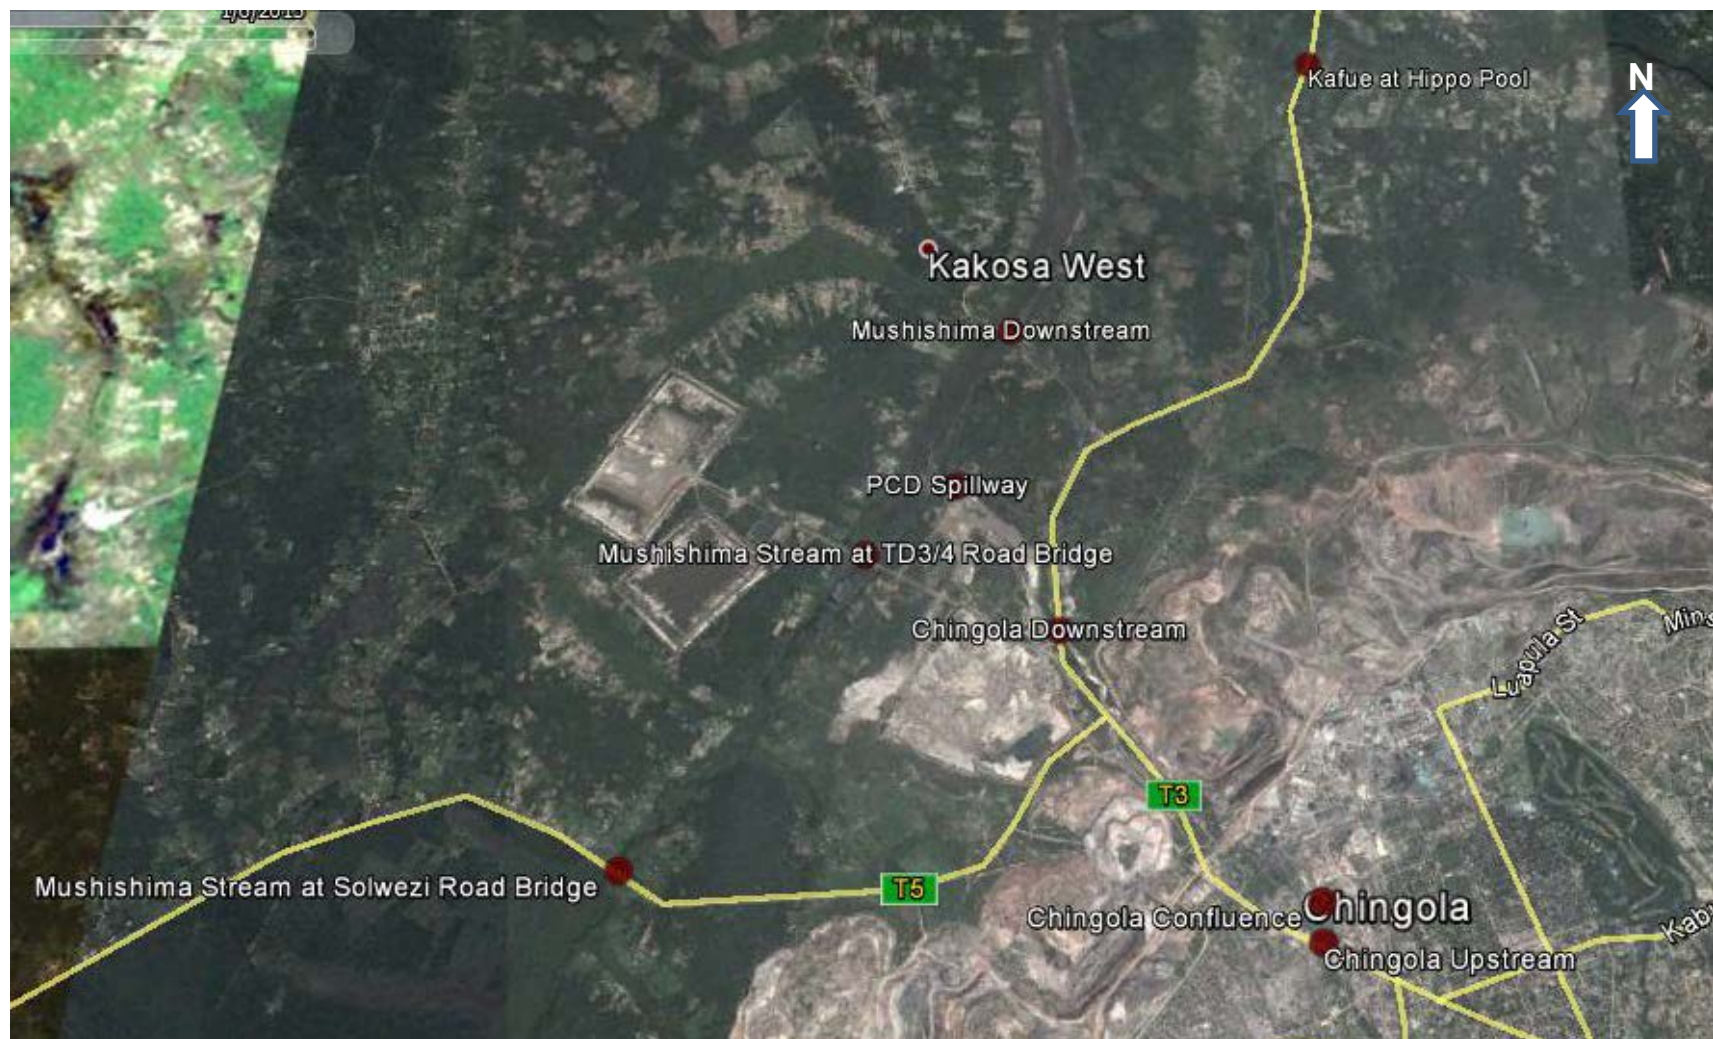 N
Kafue at Hippo Pool
Kakosa West
Mushishima Downstream
PCD Spillway
Mushishima Stream at TD3/4 Road Bridge
Chingola Downstream
Luapula St
T3
Mushishima Stream at Solwezi Road Bridge
T5
Chingola
Chingola Confluence
Chingola Upstream